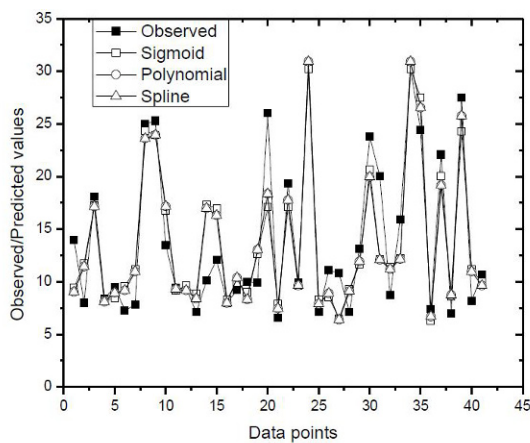 35
30
25
20
15
10
5
0
Observed/Predicted values
Observed
Sigmoid
Polynomial
Spline
0 5 10 15 20 25 30 35 40 45
Data points